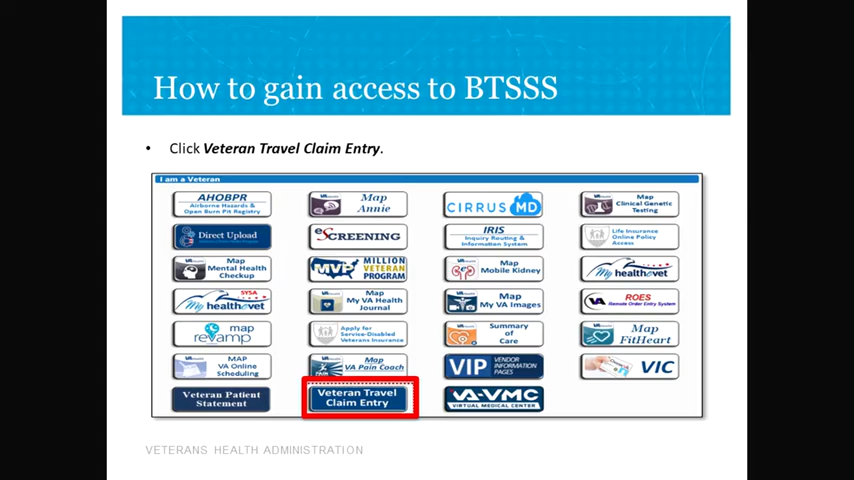 How to gain access to BTSSS
• Click Veteran Travel Claim Entry.
I am a Veteran
AHOBPR
Airborne Hazards &
Open Burn Pit Registry
Map
Annie
CIRRUS MD
Map
Clinical Genetic
Testing
Direct Upload
eSCREENING
IRIS
Inquiry Routing &
Information System
Life Insurance
Online Policy
Access
Map
Mental Health
Checkup
MVP MILLION
VETERAN
PROGRAM
Map
Mobile Kidney
My healthevet
SYSA
My healthevet
Map
My VA Health
Journal
Map
My VA Images
VA ROES
Remote Order Entry System
map
revamp
Apply for
Service-Disabled
Veterans Insurance
Summary
of
Care
Map
FitHeart
MAP
VA Online
Scheduling
Map
VA Pain Coach
VIP VENDOR
INFORMATION
PAGES
VIC
Veteran Patient
Statement
Veteran Travel
Claim Entry
VA-VMC
VIRTUAL MEDICAL CENTER
VETERANS HEALTH ADMINISTRATION